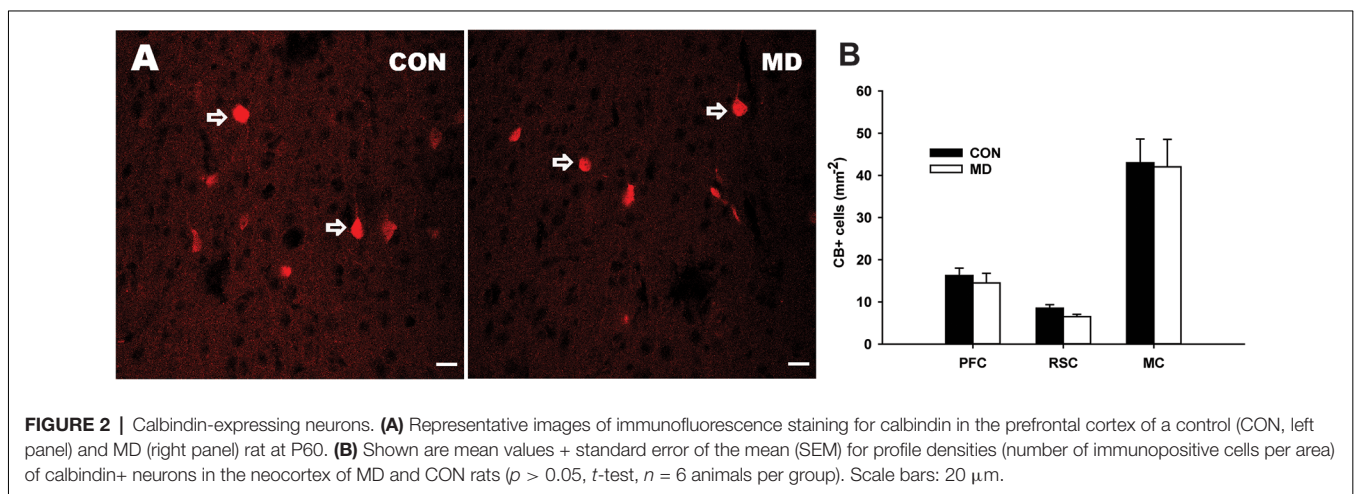 A
CON
MD
B
60
50
40
30
20
10
0
CB+ cells (mm-2)
CON
MD
PFC
RSC
MC
FIGURE 2 | Calbindin-expressing neurons. (A) Representative images of immunofluorescence staining for calbindin in the prefrontal cortex of a control (CON, left
panel) and MD (right panel) rat at P60. (B) Shown are mean values + standard error of the mean (SEM) for profile densities (number of immunopositive cells per area)
of calbindin+ neurons in the neocortex of MD and CON rats (p > 0.05, t-test, n = 6 animals per group). Scale bars: 20 μm.